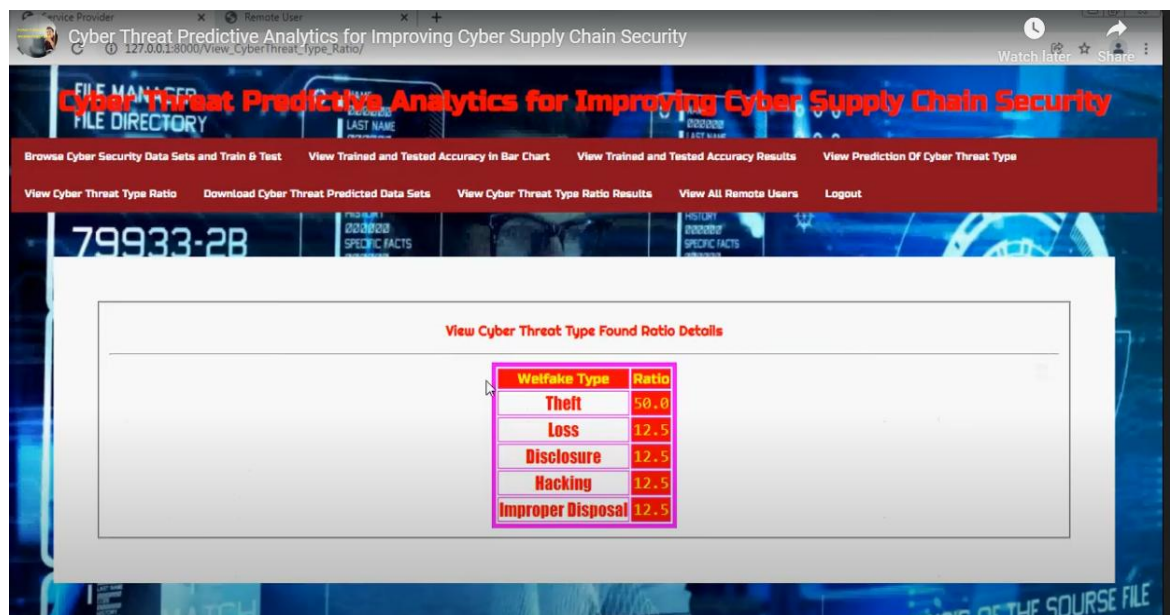 Service Provider
Remote User
Cyber Threat Predictive Analytics for Improving Cyber Supply Chain Security
127.0.0.1:8000/View_CyberThreat_Type_Ratio/
Watch later
Share
Cyber Threat Predictive Analytics for Improving Cyber Supply Chain Security
FILE MANAGER
FILE DIRECTORY
LAST NAME
Browse Cyber Security Data Sets and Train & Test View Trained and Tested Accuracy in Bar Chart View Trained and Tested Accuracy Results View Prediction Of Cyber Threat Type
View Cyber Threat Type Ratio Download Cyber Threat Predicted Data Sets View Cyber Threat Type Ratio Results View All Remote Users Logout
79933-2B
SPECIFIC FACTS
HISTORY
SPECIFIC FACTS
View Cyber Threat Type Found Ratio Details
Welfake Type Ratio
Theft 50.0
Loss 12.5
Disclosure 12.5
Hacking 12.5
Improper Disposal 12.5
MATCH
OF THE SOURSE FILE